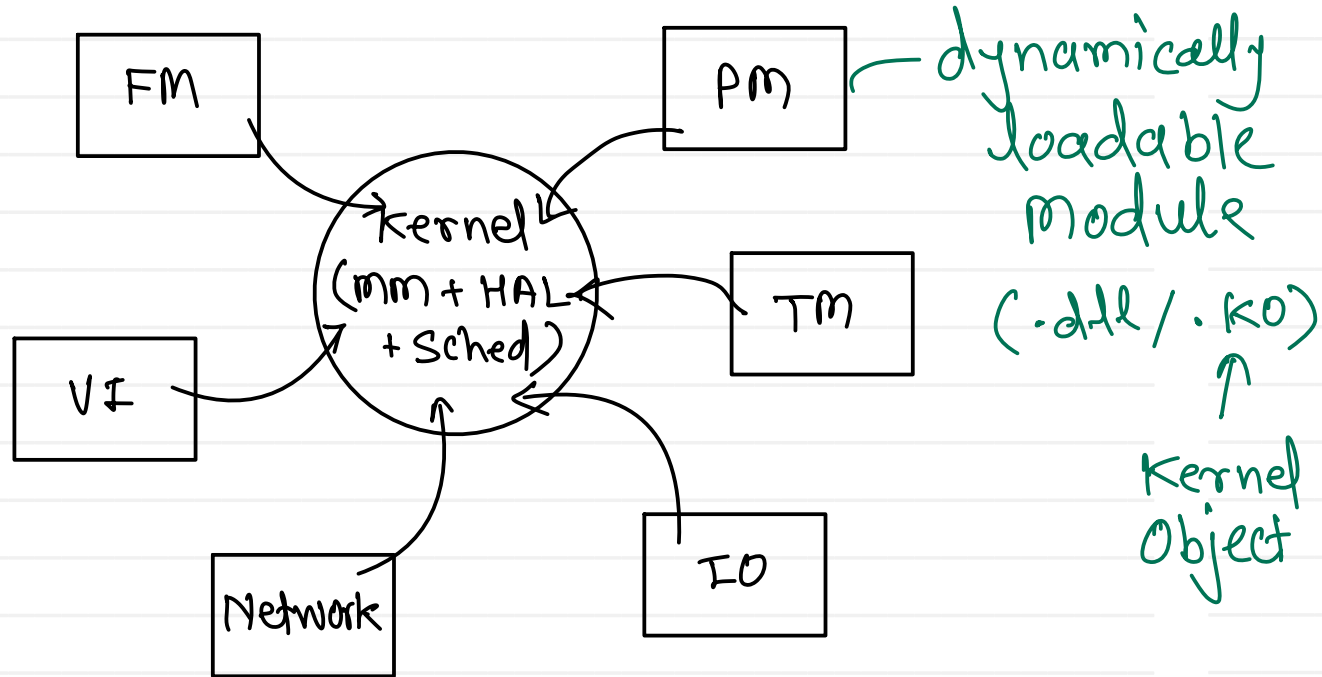 FM
PM
dynamically
loadable
module
Kernel
(mm + HAL
+ Sched)
TM
(.dll / .KO)
VI
Kernel
Object
IO
Network